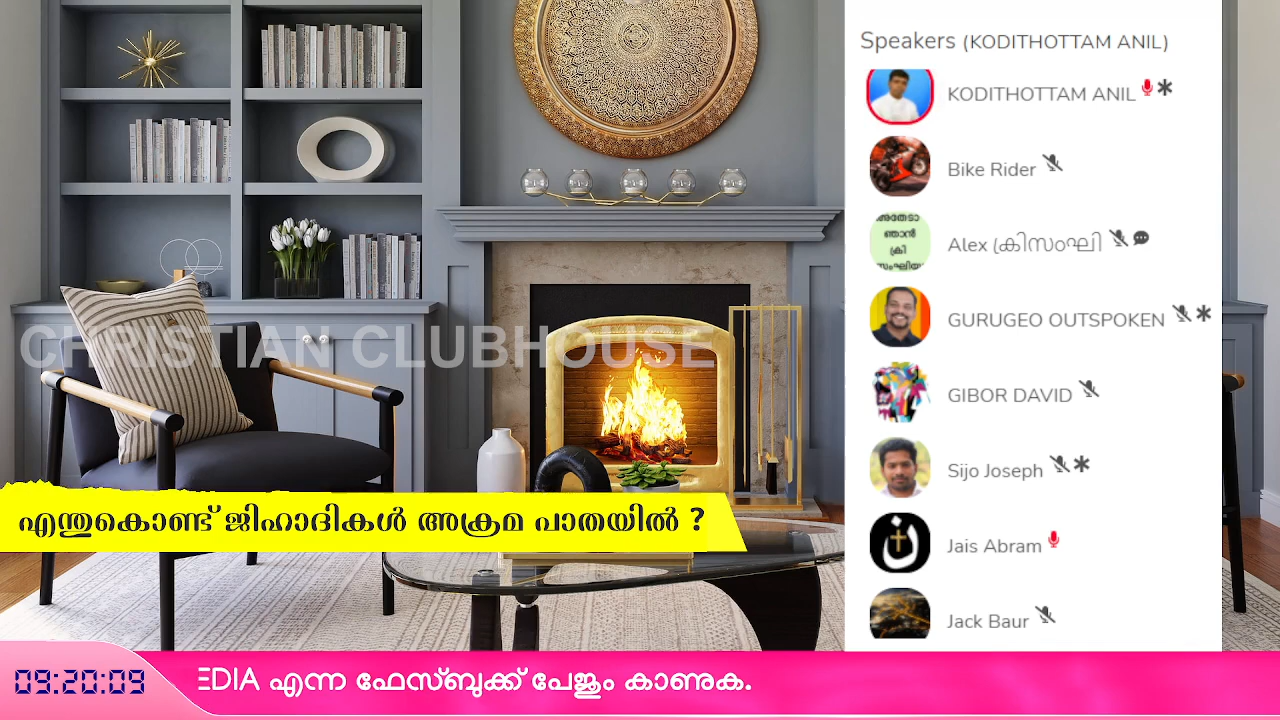 Speakers (KODITHOTTAM ANIL)
KODITHOTTAM ANIL
Bike Rider
അതേടാ
ഞാൻ
ക്രി
സംഘിയാ
Alex ക്രിസംഘി
GURUGEO OUTSPOKEN
GIBOR DAVID
Sijo Joseph
ن
Jais Abram
Jack Baur
CHRISTIAN CLUBHOUSE
എന്തുകൊണ്ട് ജിഹാദികൾ അക്രമ പാതയിൽ ?
09:20:09
EDIA എന്ന ഫേസ്ബുക്ക് പേജും കാണുക.